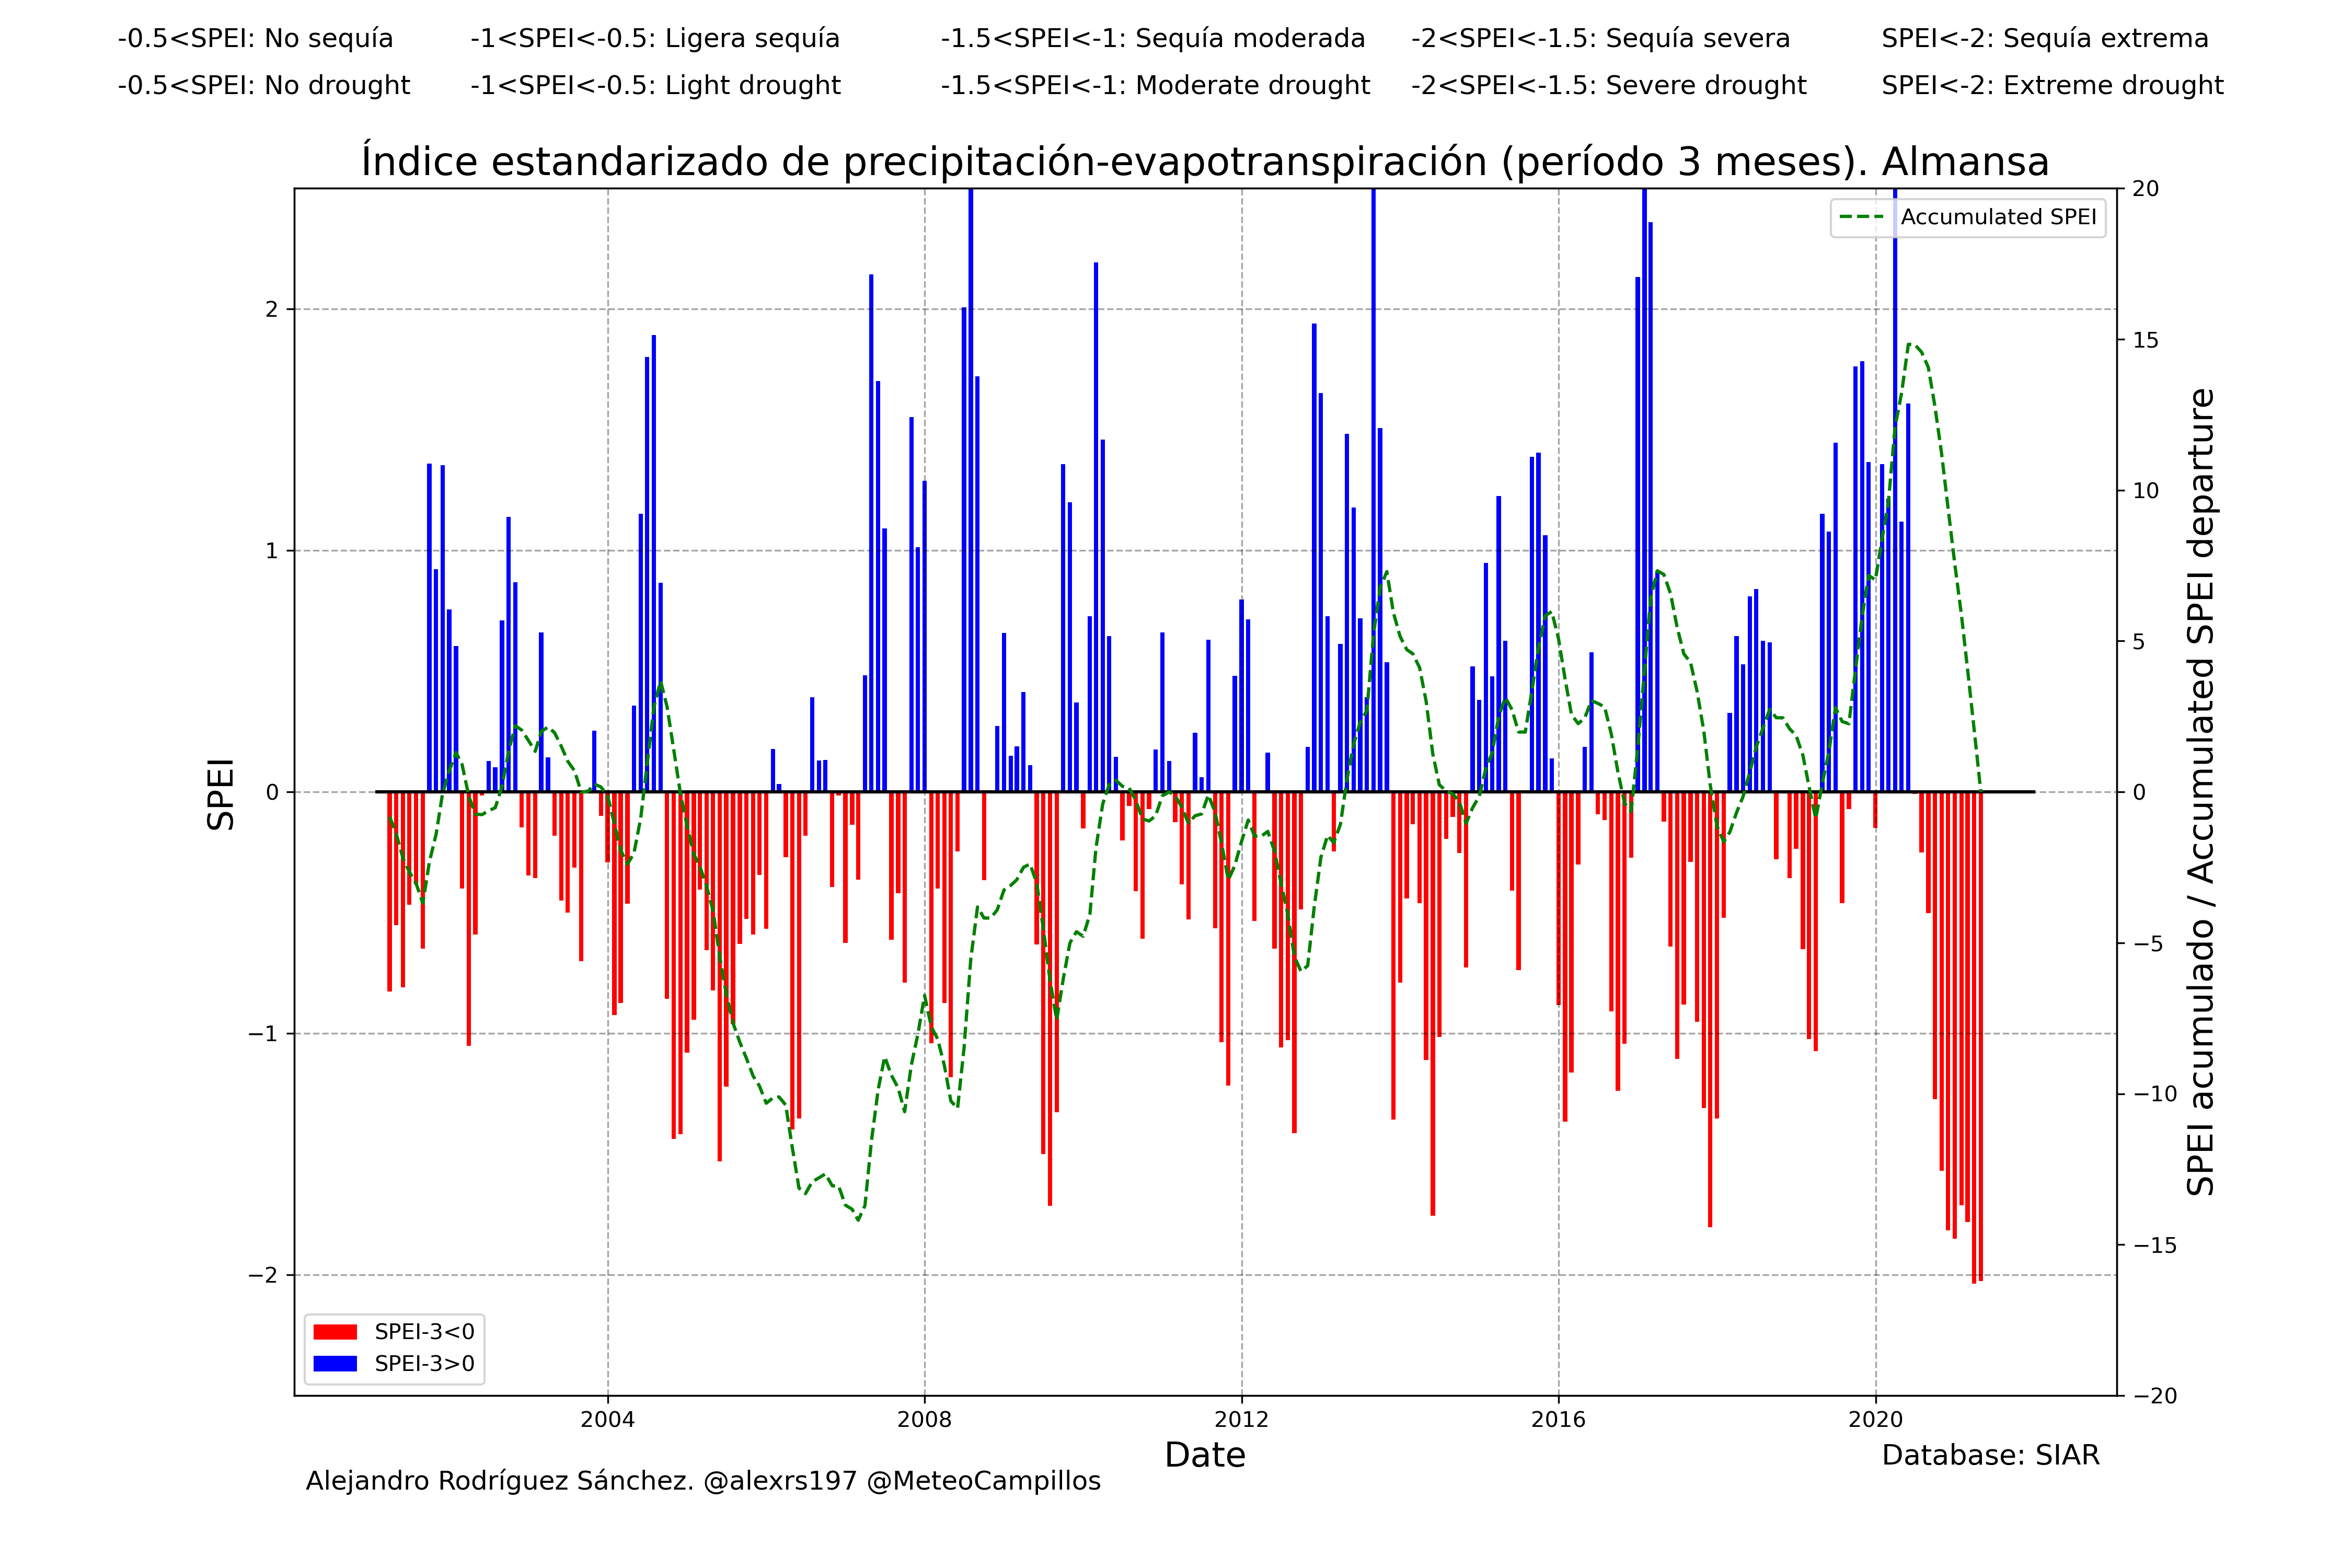 -0.5<SPEI: No sequía -1<SPEI<-0.5: Ligera sequía -1.5<SPEI<-1: Sequía moderada -2<SPEI<-1.5: Sequía severa SPEI<-2: Sequía extrema
-0.5<SPEI: No drought -1<SPEI<-0.5: Light drought -1.5<SPEI<-1: Moderate drought -2<SPEI<-1.5: Severe drought SPEI<-2: Extreme drought
Índice estandarizado de precipitación-evapotranspiración (período 3 meses). Almansa
Accumulated SPEI
SPEI
2
1
0
−1
−2
20
15
10
5
0
−5
−10
−15
−20
SPEI acumulado / Accumulated SPEI departure
SPEI-3<0
SPEI-3>0
2004 2008 2012 2016 2020
Date
Database: SIAR
Alejandro Rodríguez Sánchez. @alexrs197 @MeteoCampillos